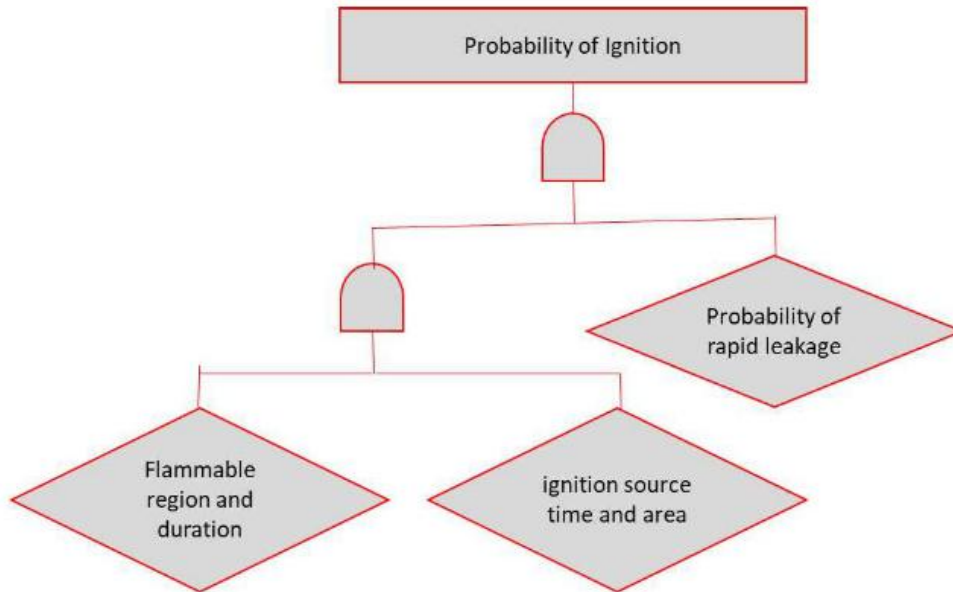 Probability of Ignition
Probability of
rapid leakage
Flammable
region and
duration
ignition source
time and area